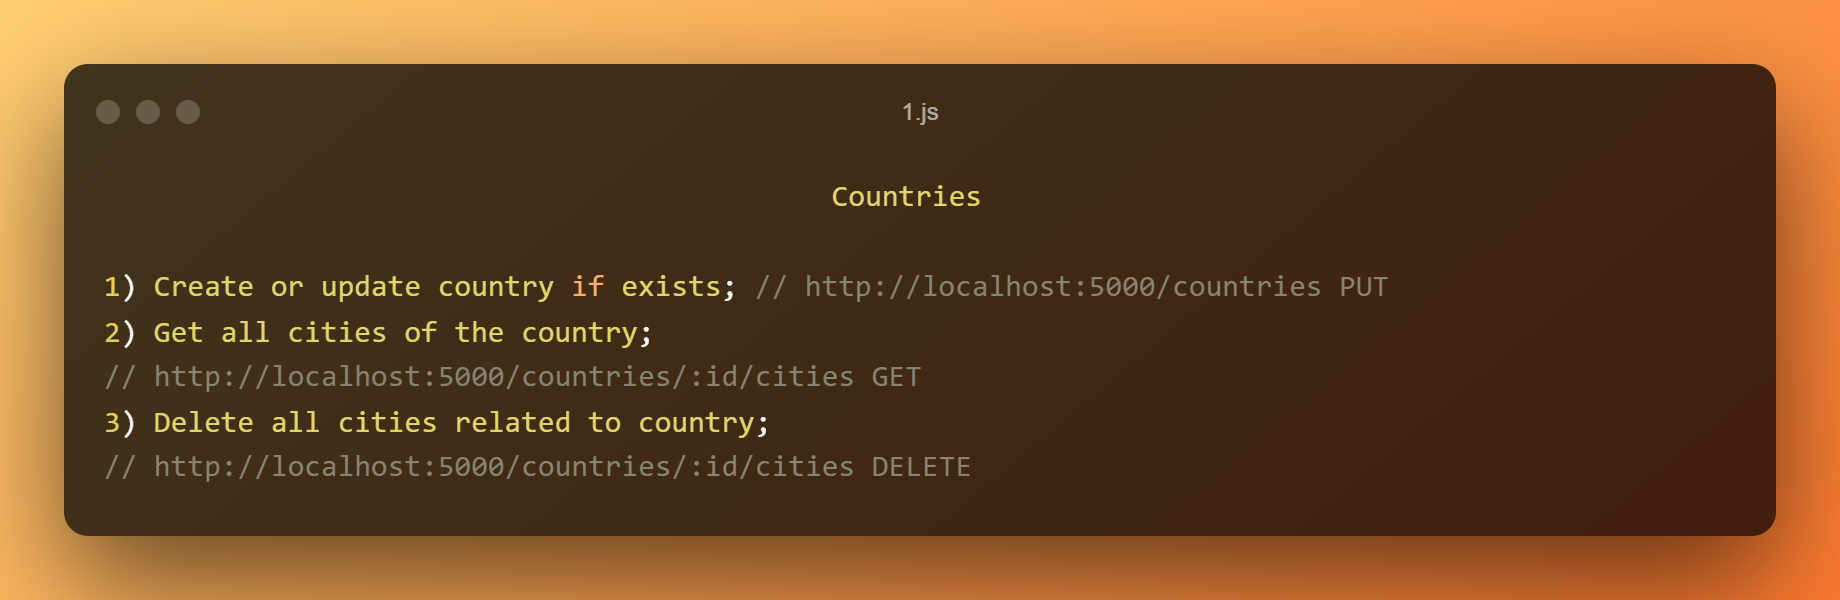 1.js
Countries
1) Create or update country if exists; // http://localhost:5000/countries PUT
2) Get all cities of the country;
// http://localhost:5000/countries/:id/cities GET
3) Delete all cities related to country;
// http://localhost:5000/countries/:id/cities DELETE